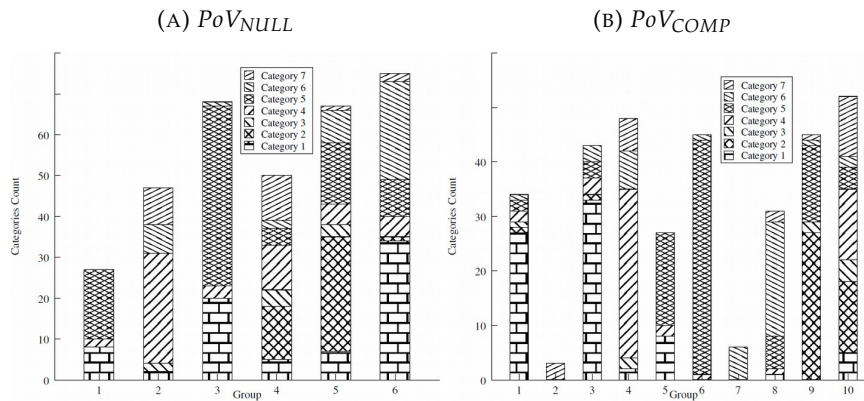 (A) PoV_NULL
(B) PoV_COMP
Category 7
Category 6
Category 5
Category 4
Category 3
Category 2
Category 1
60
50
40
30
20
10
0
Categories Count
1 2 3 4 5 6
Group
Category 7
Category 6
Category 5
Category 4
Category 3
Category 2
Category 1
40
30
20
10
0
Categories Count
1 2 3 4 5 6 7 8 9 10
Group